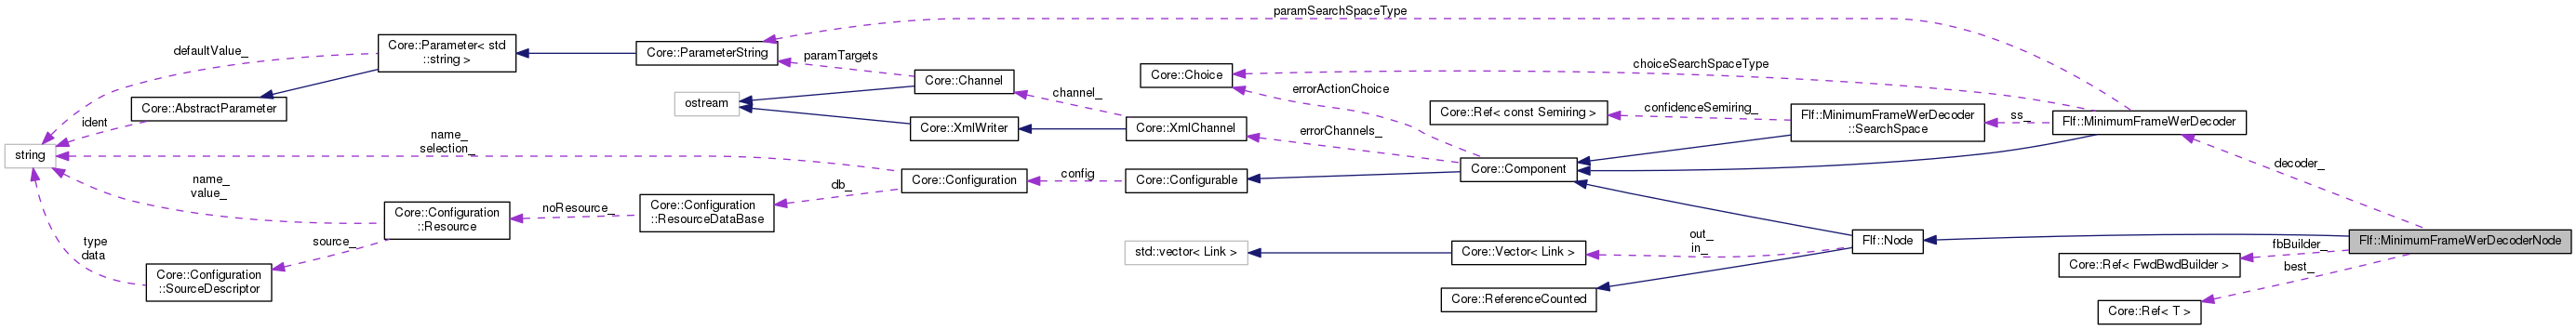 paramSearchSpaceType
defaultValue_
Core::Parameter< std
::string >
Core::ParameterString
paramTargets
Core::Channel
Core::Choice
choiceSearchSpaceType
errorActionChoice
channel_
ostream
Core::AbstractParameter
ident
Core::XmlWriter
Core::XmlChannel
errorChannels_
Core::Ref< const Semiring >
confidenceSemiring_
Flf::MinimumFrameWerDecoder
::SearchSpace
ss_
Flf::MinimumFrameWerDecoder
string
name_
selection_
Core::Configuration
config
Core::Configurable
Core::Component
decoder_
name_
value_
db_
Core::Configuration
::ResourceDataBase
noResource_
Core::Configuration
::Resource
source_
type
data
Core::Configuration
::SourceDescriptor
std::vector< Link >
Core::Vector< Link >
out_
in_
Flf::Node
Core::ReferenceCounted
Flf::MinimumFrameWerDecoderNode
fbBuilder_
Core::Ref< FwdBwdBuilder >
best_
Core::Ref< T >